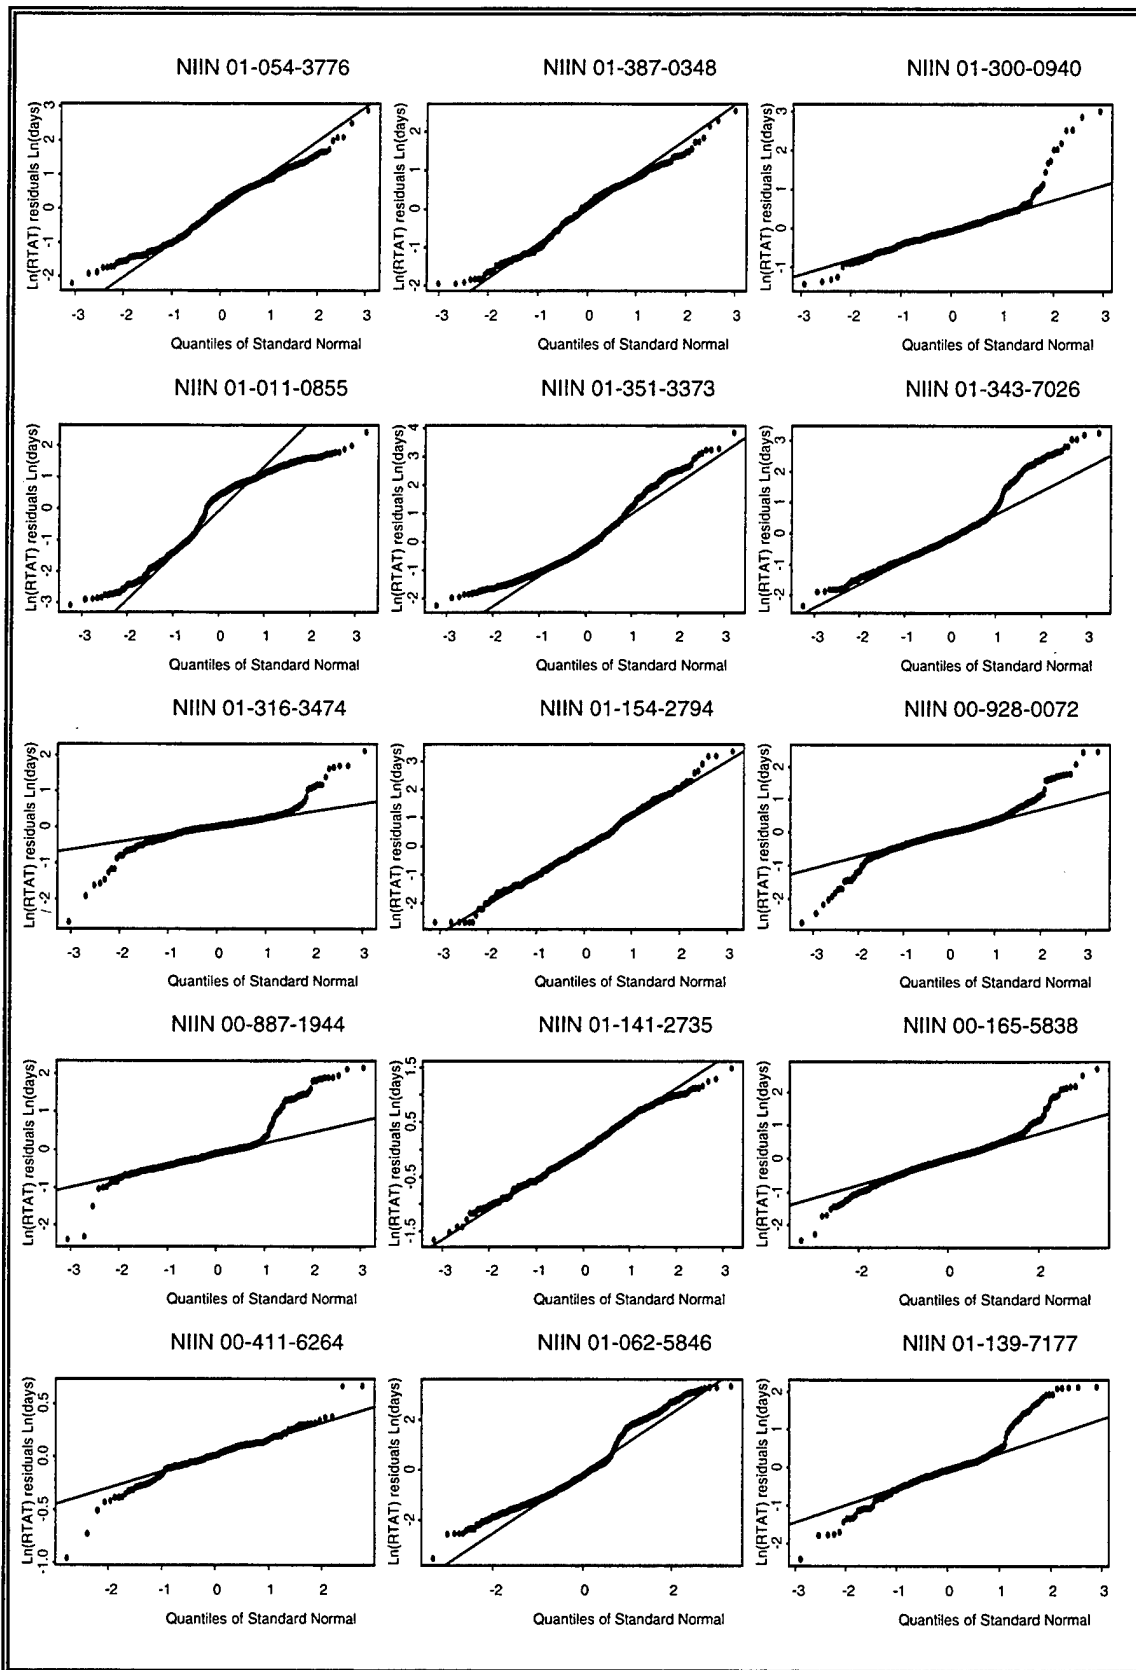 NIIN 01-054-3776
Ln(RTAT) residuals Ln(days)
3
2
1
0
-1
-2
-3 -2 -1 0 1 2 3
Quantiles of Standard Normal
NIIN 01-387-0348
Ln(RTAT) residuals Ln(days)
2
1
0
-1
-2
-3 -2 -1 0 1 2 3
Quantiles of Standard Normal
NIIN 01-300-0940
Ln(RTAT) residuals Ln(days)
3
2
1
0
-1
-3 -2 -1 0 1 2 3
Quantiles of Standard Normal
NIIN 01-011-0855
Ln(RTAT) residuals Ln(days)
2
1
0
-1
-2
-3
-3 -2 -1 0 1 2 3
Quantiles of Standard Normal
NIIN 01-351-3373
Ln(RTAT) residuals Ln(days)
4
3
2
1
0
-1
-2
-3 -2 -1 0 1 2 3
Quantiles of Standard Normal
NIIN 01-343-7026
Ln(RTAT) residuals Ln(days)
3
2
1
0
-1
-2
-3 -2 -1 0 1 2 3
Quantiles of Standard Normal
NIIN 01-316-3474
Ln(RTAT) residuals Ln(days)
2
1
0
-1
-2
-3 -2 -1 0 1 2 3
Quantiles of Standard Normal
NIIN 01-154-2794
Ln(RTAT) residuals Ln(days)
3
2
1
0
-1
-2
-3 -2 -1 0 1 2 3
Quantiles of Standard Normal
NIIN 00-928-0072
Ln(RTAT) residuals Ln(days)
2
1
0
-1
-2
-3 -2 -1 0 1 2 3
Quantiles of Standard Normal
NIIN 00-887-1944
Ln(RTAT) residuals Ln(days)
2
1
0
-1
-2
-3 -2 -1 0 1 2 3
Quantiles of Standard Normal
NIIN 01-141-2735
Ln(RTAT) residuals Ln(days)
1.5
0.5
-0.5
-1.5
-3 -2 -1 0 1 2 3
Quantiles of Standard Normal
NIIN 00-165-5838
Ln(RTAT) residuals Ln(days)
2
1
0
-1
-2
-2 0 2
Quantiles of Standard Normal
NIIN 00-411-6264
Ln(RTAT) residuals Ln(days)
0.5
0.0
-0.5
-1.0
-2 -1 0 1 2
Quantiles of Standard Normal
NIIN 01-062-5846
Ln(RTAT) residuals Ln(days)
2
0
-2
-2 0 2
Quantiles of Standard Normal
NIIN 01-139-7177
Ln(RTAT) residuals Ln(days)
2
1
0
-1
-2
-3 -2 -1 0 1 2 3
Quantiles of Standard Normal